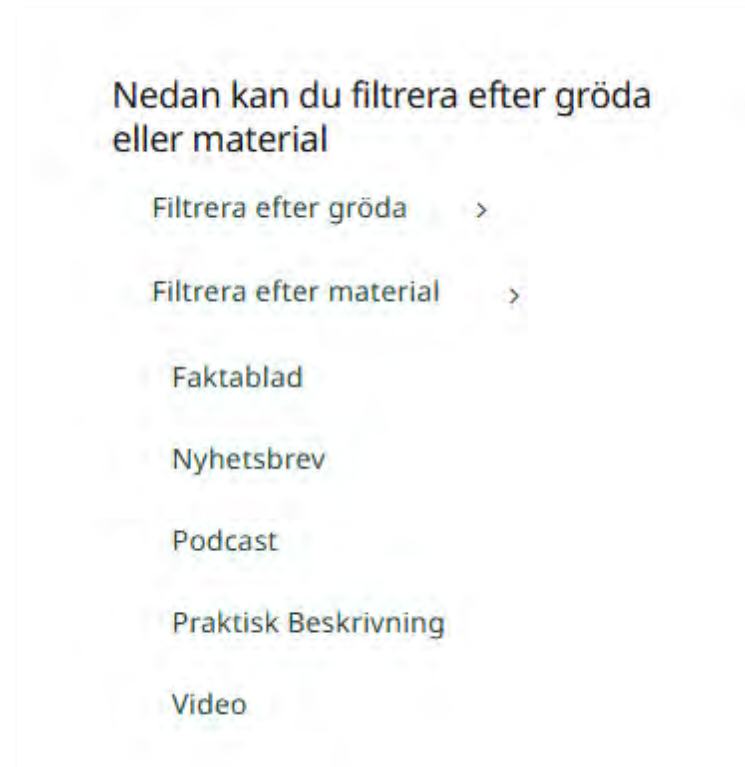 Nedan kan du filtrera efter gröda
eller material
Filtrera efter gröda >
Filtrera efter material >
Faktablad
Nyhetsbrev
Podcast
Praktisk Beskrivning
Video